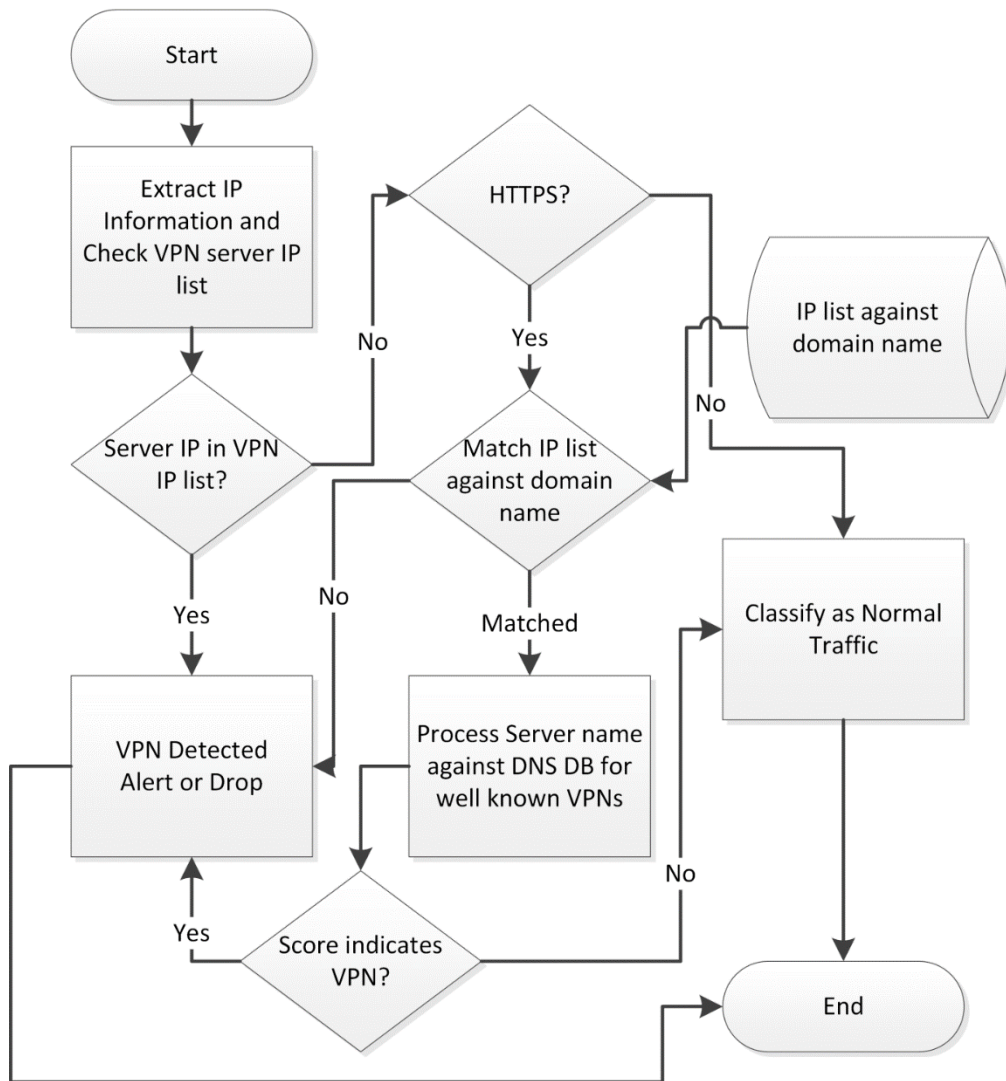 Start
Extract IP
Information and
Check VPN server IP
list
HTTPS?
IP list against
domain name
No
Yes
No
Server IP in VPN
IP list?
Match IP list
against domain
name
Yes
No
Matched
Classify as Normal
Traffic
VPN Detected
Alert or Drop
Process Server name
against DNS DB for
well known VPNs
No
Yes
Score indicates
VPN?
End